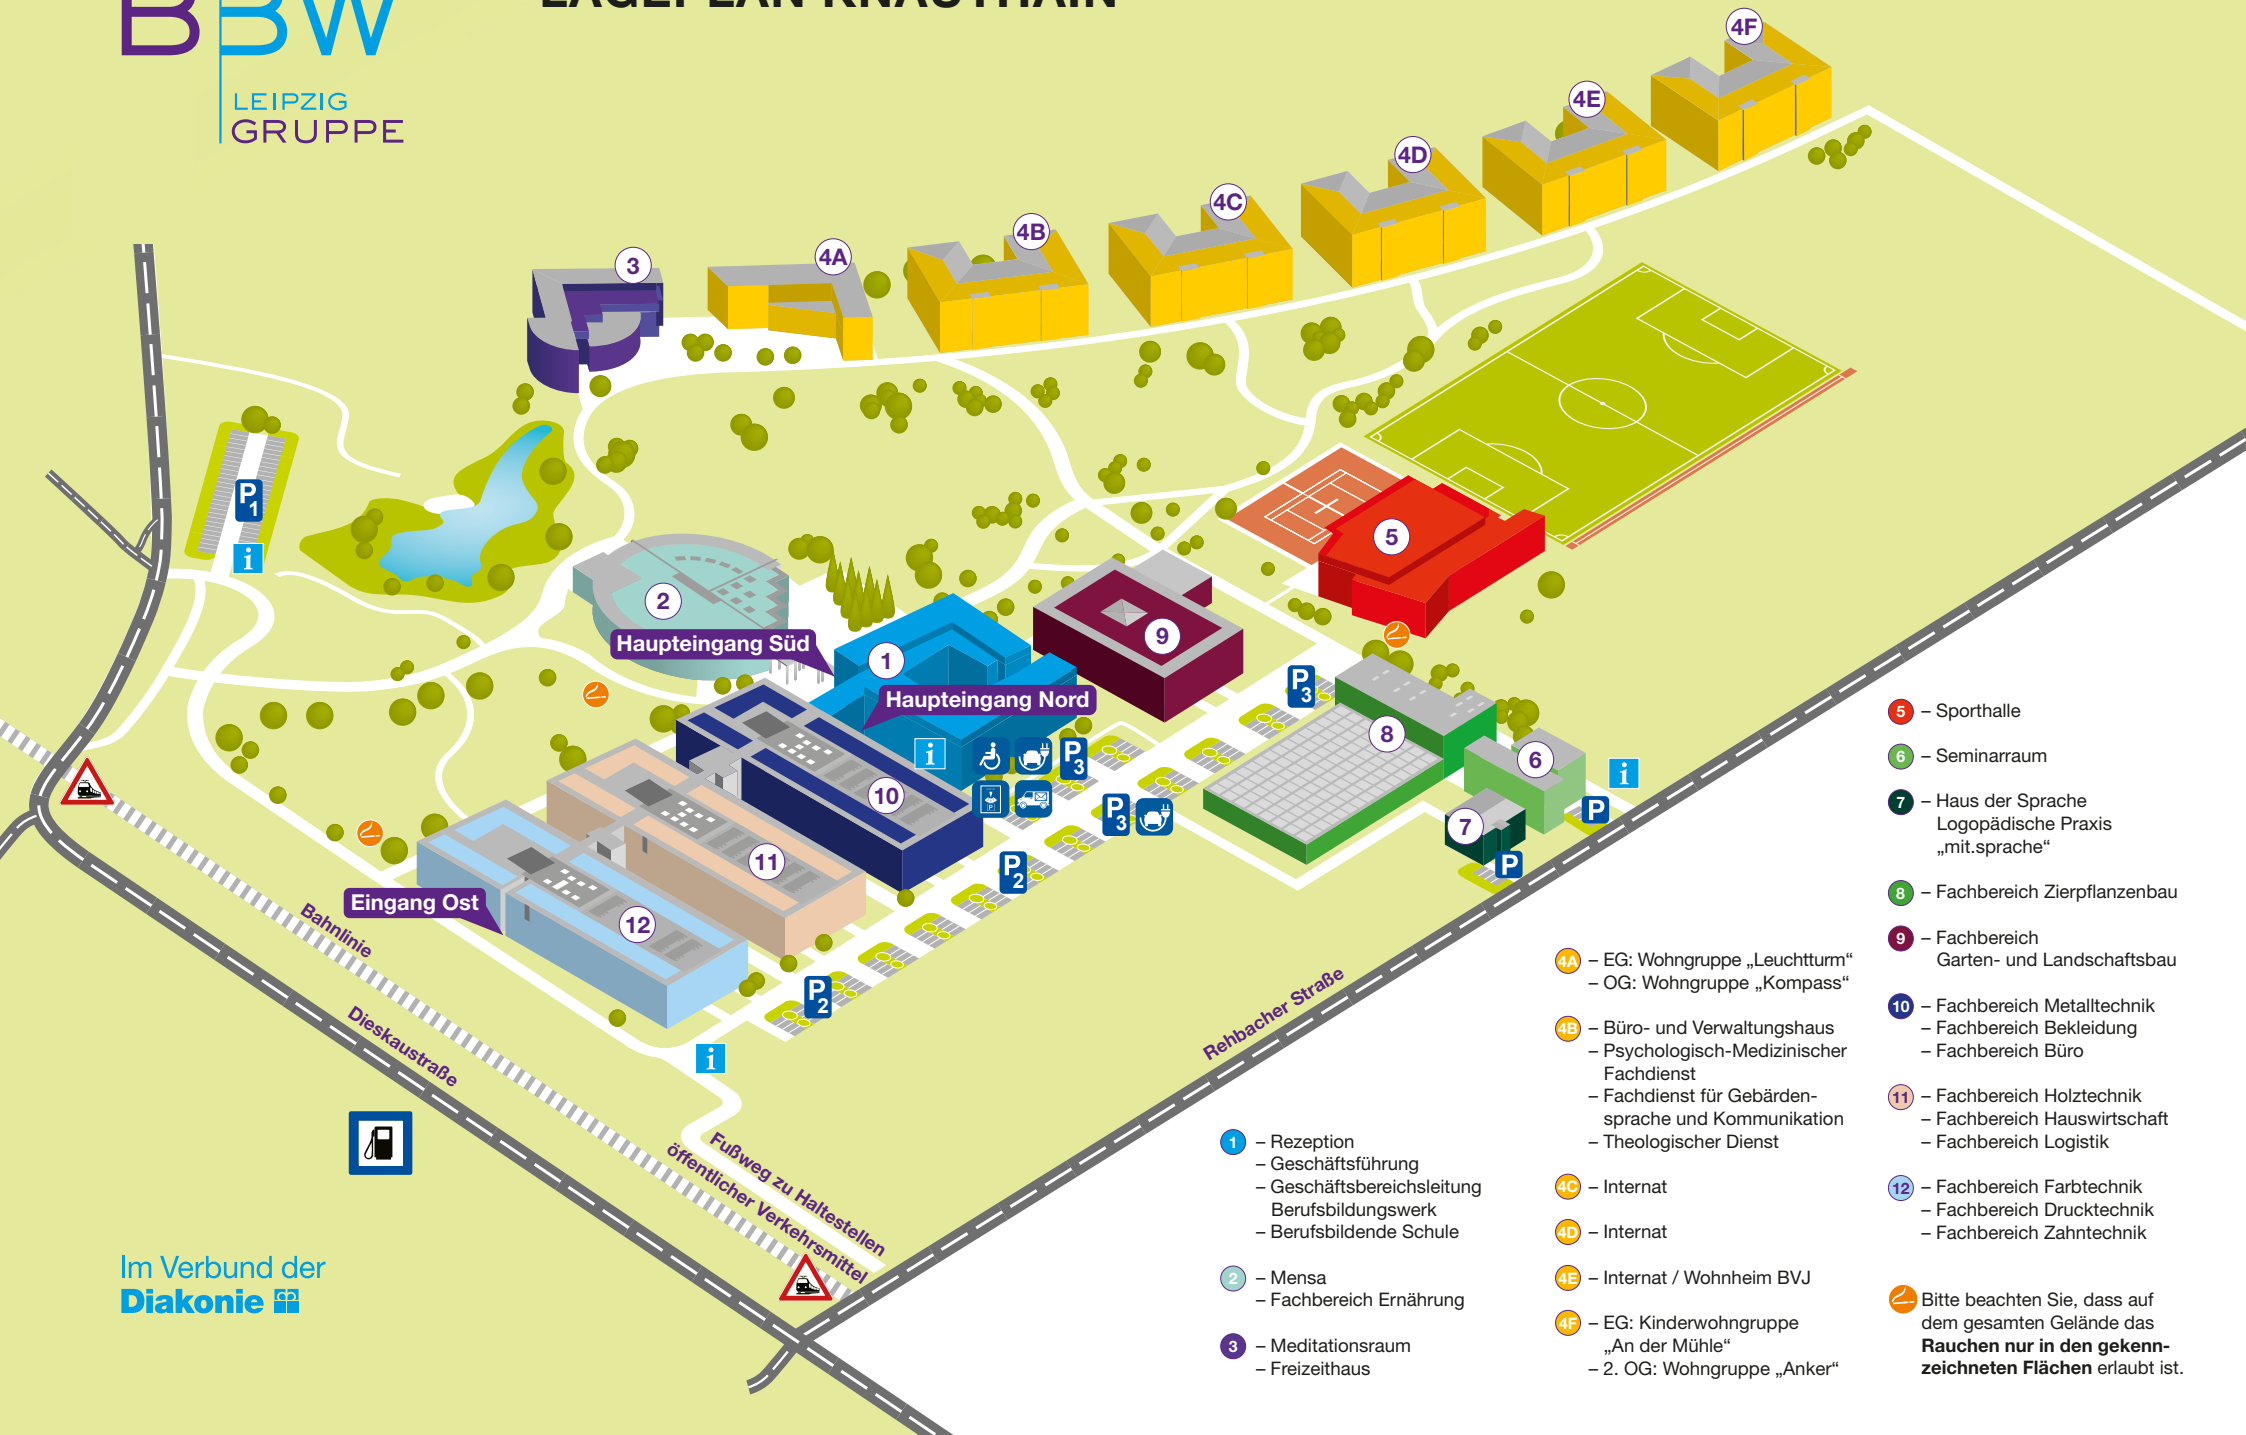 LAGEPLAN KNAUTHAIN
BBW
LEIPZIG
GRUPPE
4F
4E
4D
4C
4B
4A
3
P1
i
2
5
Haupteingang Süd
1
9
Haupteingang Nord
P3
8
6
i
i
P3
10
P
P3
7
P
11
P2
Eingang Ost
12
P2
i
Bahnlinie
Dieskaustraße
Rehbacher Straße
Fußweg zu Haltestellen
öffentlicher Verkehrsmittel
Im Verbund der
Diakonie
1 – Rezeption
– Geschäftsführung
– Geschäftsbereichsleitung
Berufsbildungswerk
– Berufsbildende Schule
2 – Mensa
– Fachbereich Ernährung
3 – Meditationsraum
– Freizeithaus
4A – EG: Wohngruppe „Leuchtturm“
– OG: Wohngruppe „Kompass“
4B – Büro- und Verwaltungshaus
– Psychologisch-Medizinischer
Fachdienst
– Fachdienst für Gebärden-
sprache und Kommunikation
– Theologischer Dienst
4C – Internat
4D – Internat
4E – Internat / Wohnheim BVJ
4F – EG: Kinderwohngruppe
„An der Mühle“
– 2. OG: Wohngruppe „Anker“
5 – Sporthalle
6 – Seminarraum
7 – Haus der Sprache
Logopädische Praxis
„mit.sprache“
8 – Fachbereich Zierpflanzenbau
9 – Fachbereich
Garten- und Landschaftsbau
10 – Fachbereich Metalltechnik
– Fachbereich Bekleidung
– Fachbereich Büro
11 – Fachbereich Holztechnik
– Fachbereich Hauswirtschaft
– Fachbereich Logistik
12 – Fachbereich Farbtechnik
– Fachbereich Drucktechnik
– Fachbereich Zahntechnik
Bitte beachten Sie, dass auf
dem gesamten Gelände das
Rauchen nur in den gekenn-
zeichneten Flächen erlaubt ist.